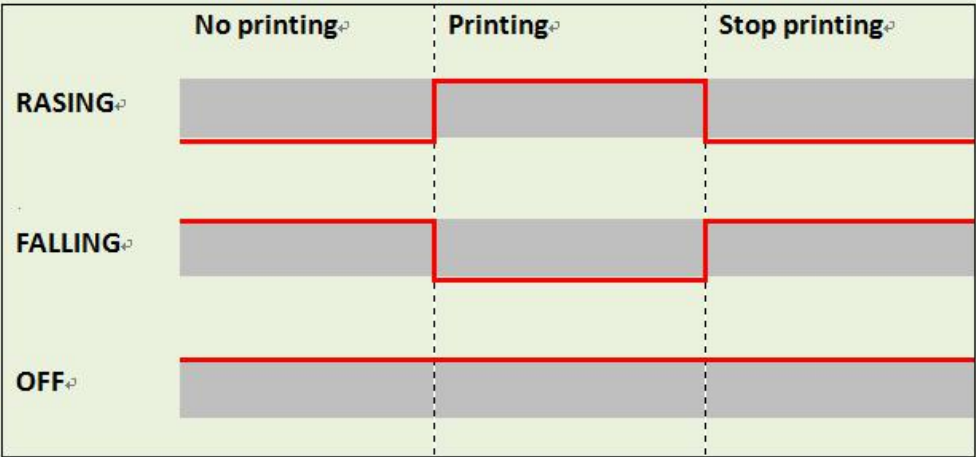 No printing Printing Stop printing
RASING
FALLING
OFF